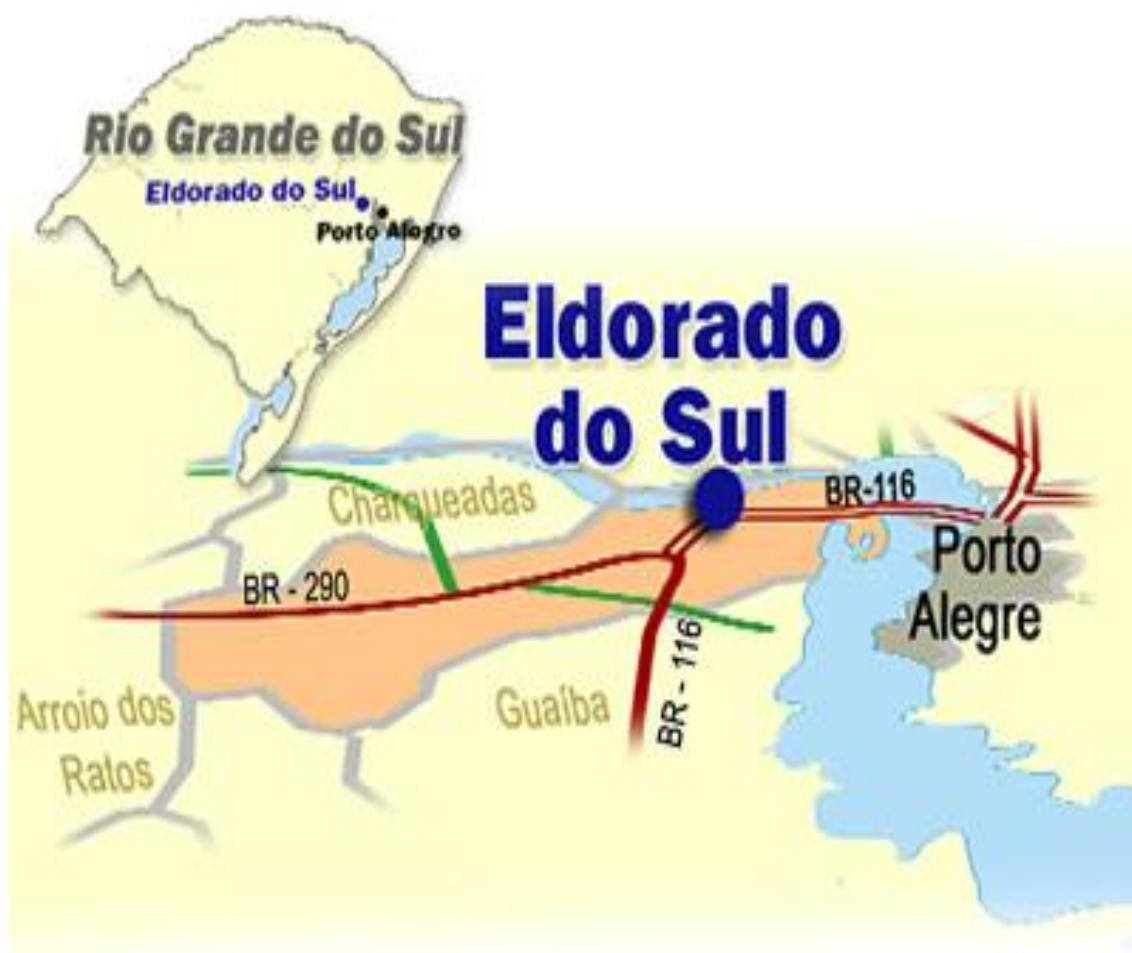 Rio Grande do Sul
Eldorado do Sul
Porto Alegre
Eldorado
do Sul
Charqueadas
BR-116
Porto
Alegre
BR - 290
BR - 116
Guaíba
Arroio dos
Ratos